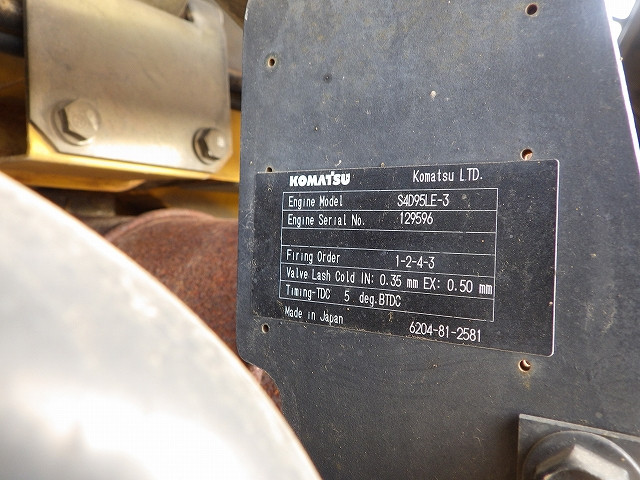 KOMATSU Komatsu LTD.
Engine Model S4D95LE-3
Engine Serial No. 129596
Firing Order 1-2-4-3
Valve Lash Cold IN: 0.35 mm EX: 0.50 mm
Timing-TDC 5 deg.BTDC
Made in Japan 6204-81-2581